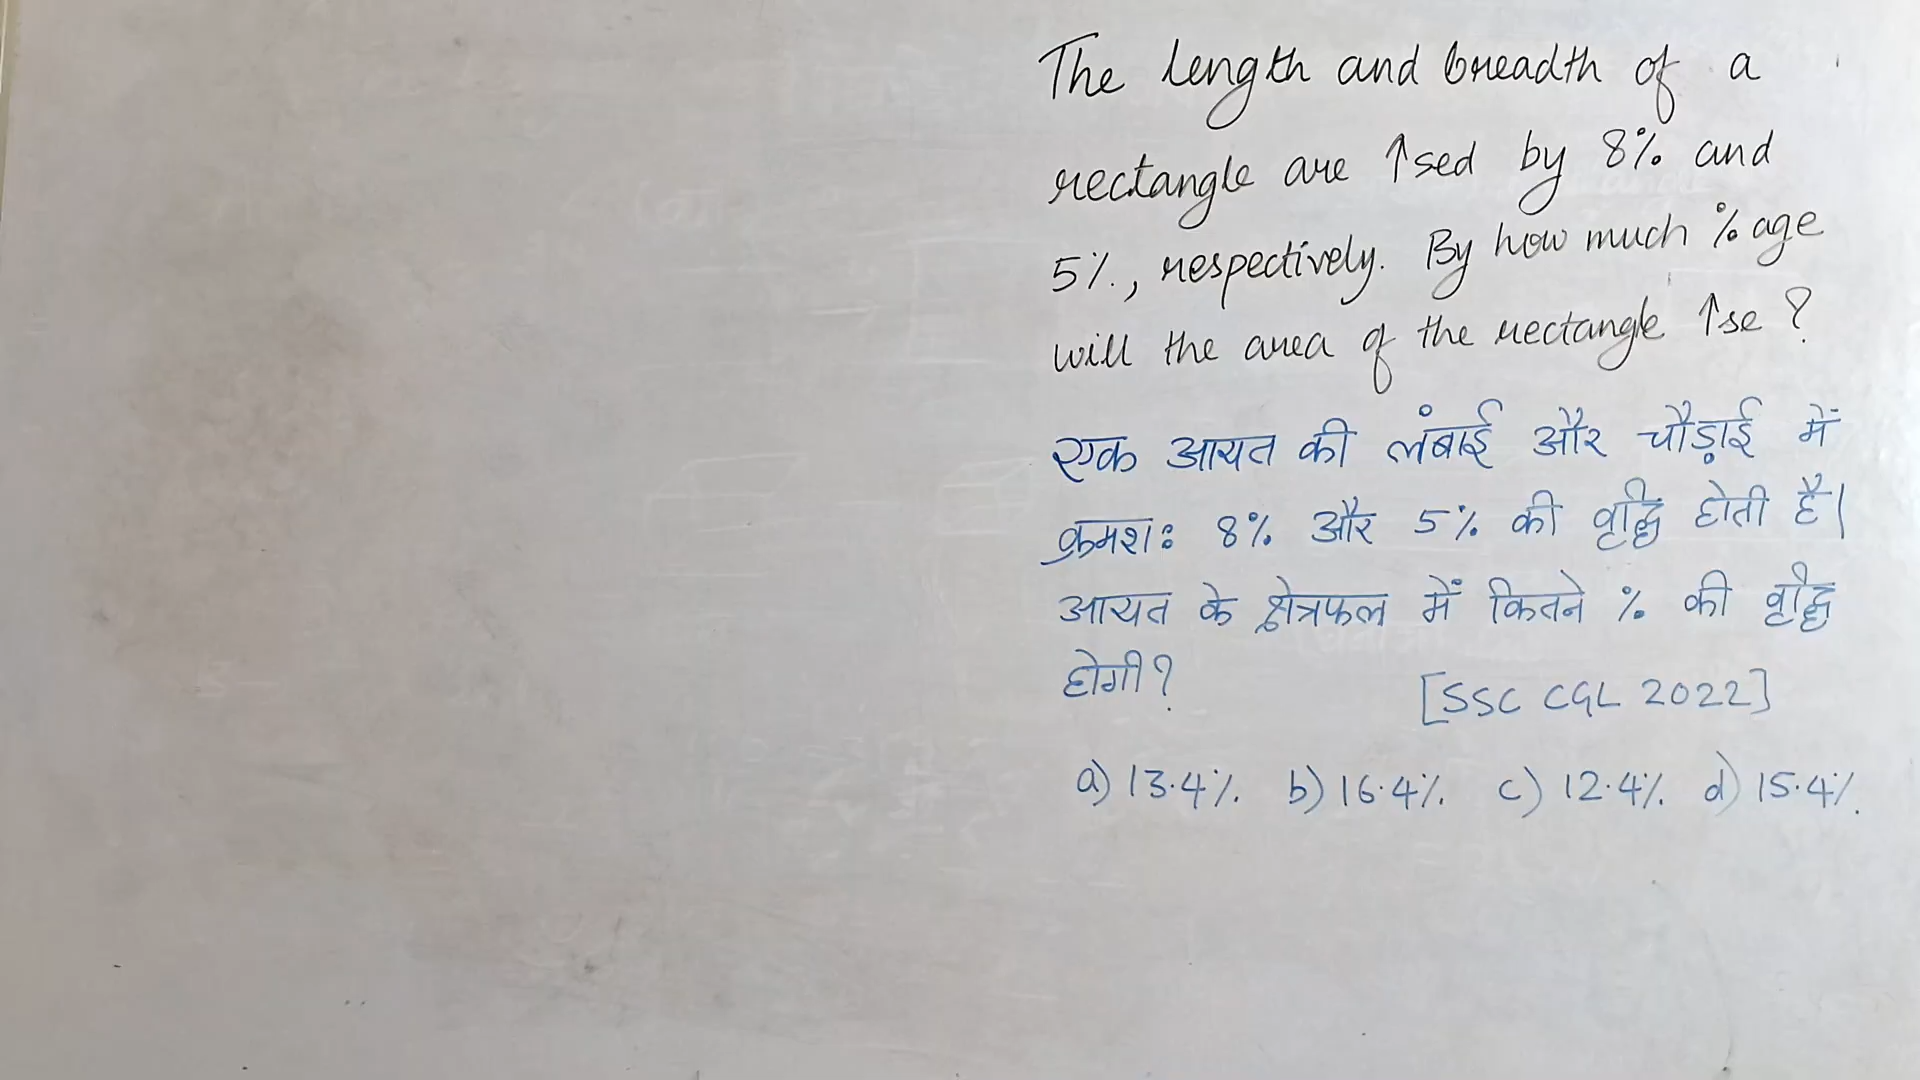 The length and breadth of a
rectangle are ↑sed by 8% and
5%, respectively. By how much %age
will the area of the rectangle ↑se?
एक आयत की लंबाई और चौड़ाई में
क्रमशः 8% और 5% की वृद्धि होती है।
आयत के क्षेत्रफल में कितने % की वृद्धि
होगी?
[SSC CGL 2022]
a) 13.4% b) 16.4% c) 12.4% d) 15.4%